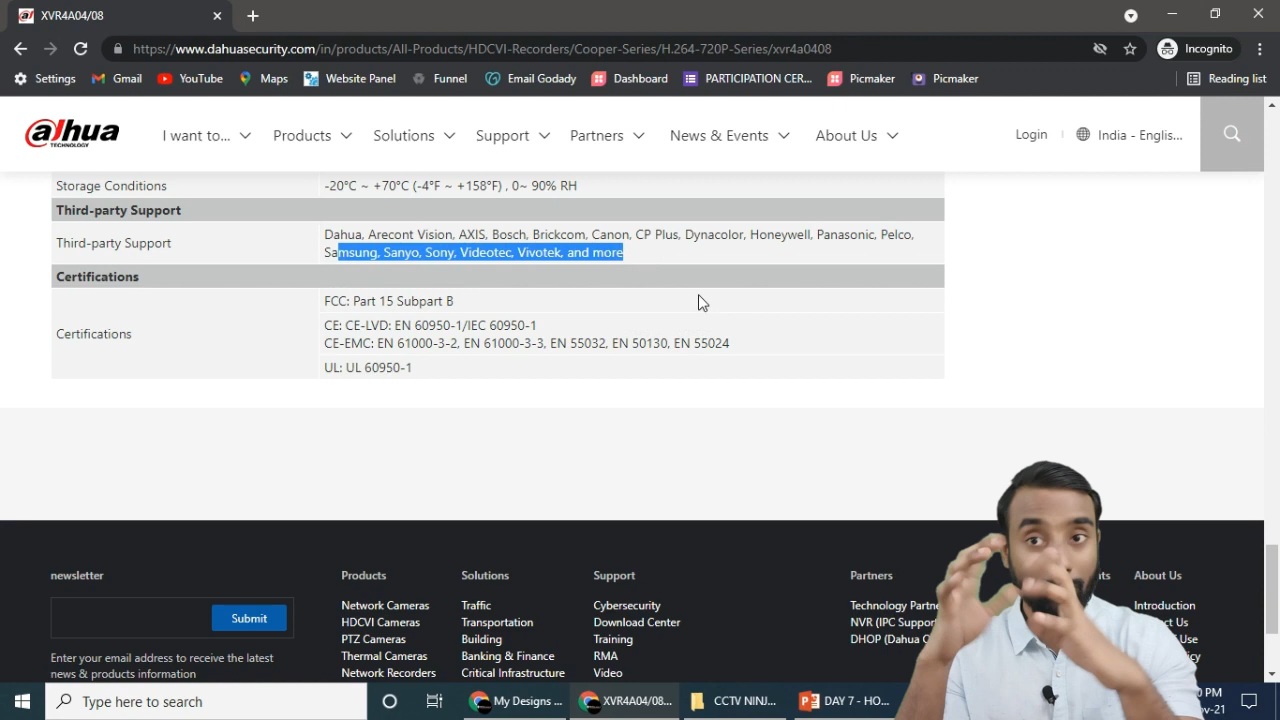 XVR4A04/08
https://www.dahuasecurity.com/in/products/All-Products/HDCVI-Recorders/Cooper-Series/H.264-720P-Series/xvr4a0408
Incognito
Settings
Gmail
YouTube
Maps
Website Panel
Funnel
Email Godady
Dashboard
PARTICIPATION CER...
Picmaker
Picmaker
Reading list
alhua
TECHNOLOGY
I want to...
Products
Solutions
Support
Partners
News & Events
About Us
Login
India - Englis...
Storage Conditions
-20°C ~ +70°C (-4°F ~ +158°F) , 0~ 90% RH
Third-party Support
Third-party Support
Dahua, Arecont Vision, AXIS, Bosch, Brickcom, Canon, CP Plus, Dynacolor, Honeywell, Panasonic, Pelco,
Samsung, Sanyo, Sony, Videotec, Vivotek, and more
Certifications
Certifications
FCC: Part 15 Subpart B
CE: CE-LVD: EN 60950-1/IEC 60950-1
CE-EMC: EN 61000-3-2, EN 61000-3-3, EN 55032, EN 50130, EN 55024
UL: UL 60950-1
newsletter
Submit
Enter your email address to receive the latest
news & products information
Products
Network Cameras
HDCVI Cameras
PTZ Cameras
Thermal Cameras
Network Recorders
Solutions
Traffic
Transportation
Building
Banking & Finance
Critical Infrastructure
Support
Cybersecurity
Download Center
Training
RMA
Video
Partners
Technology Partne
NVR (IPC Support
DHOP (Dahua
About Us
Introduction
Type here to search
My Designs ...
XVR4A04/08...
CCTV NINJ...
DAY 7 - HO...
PM